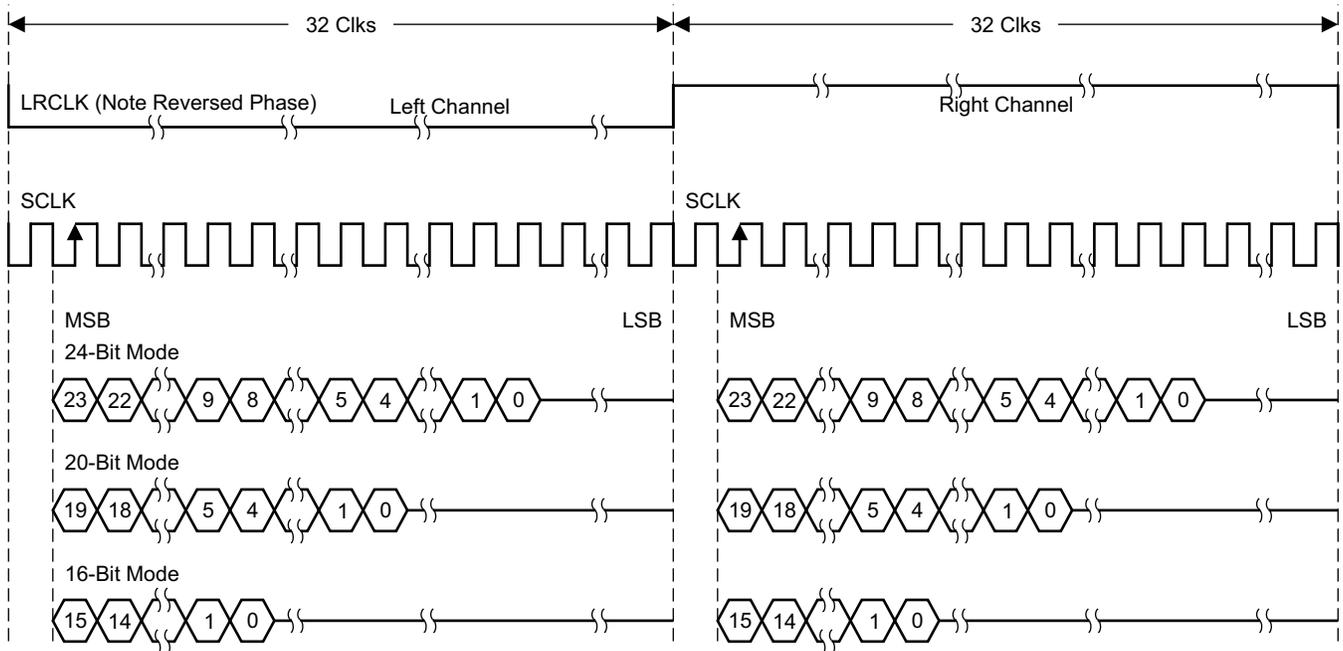 32 Clks 32 Clks
LRCLK (Note Reversed Phase) Left Channel Right Channel
SCLK SCLK
MSB LSB MSB LSB
24-Bit Mode
23 22 9 8 5 4 1 0 23 22 9 8 5 4 1 0
20-Bit Mode
19 18 5 4 1 0 19 18 5 4 1 0
16-Bit Mode
15 14 1 0 15 14 1 0